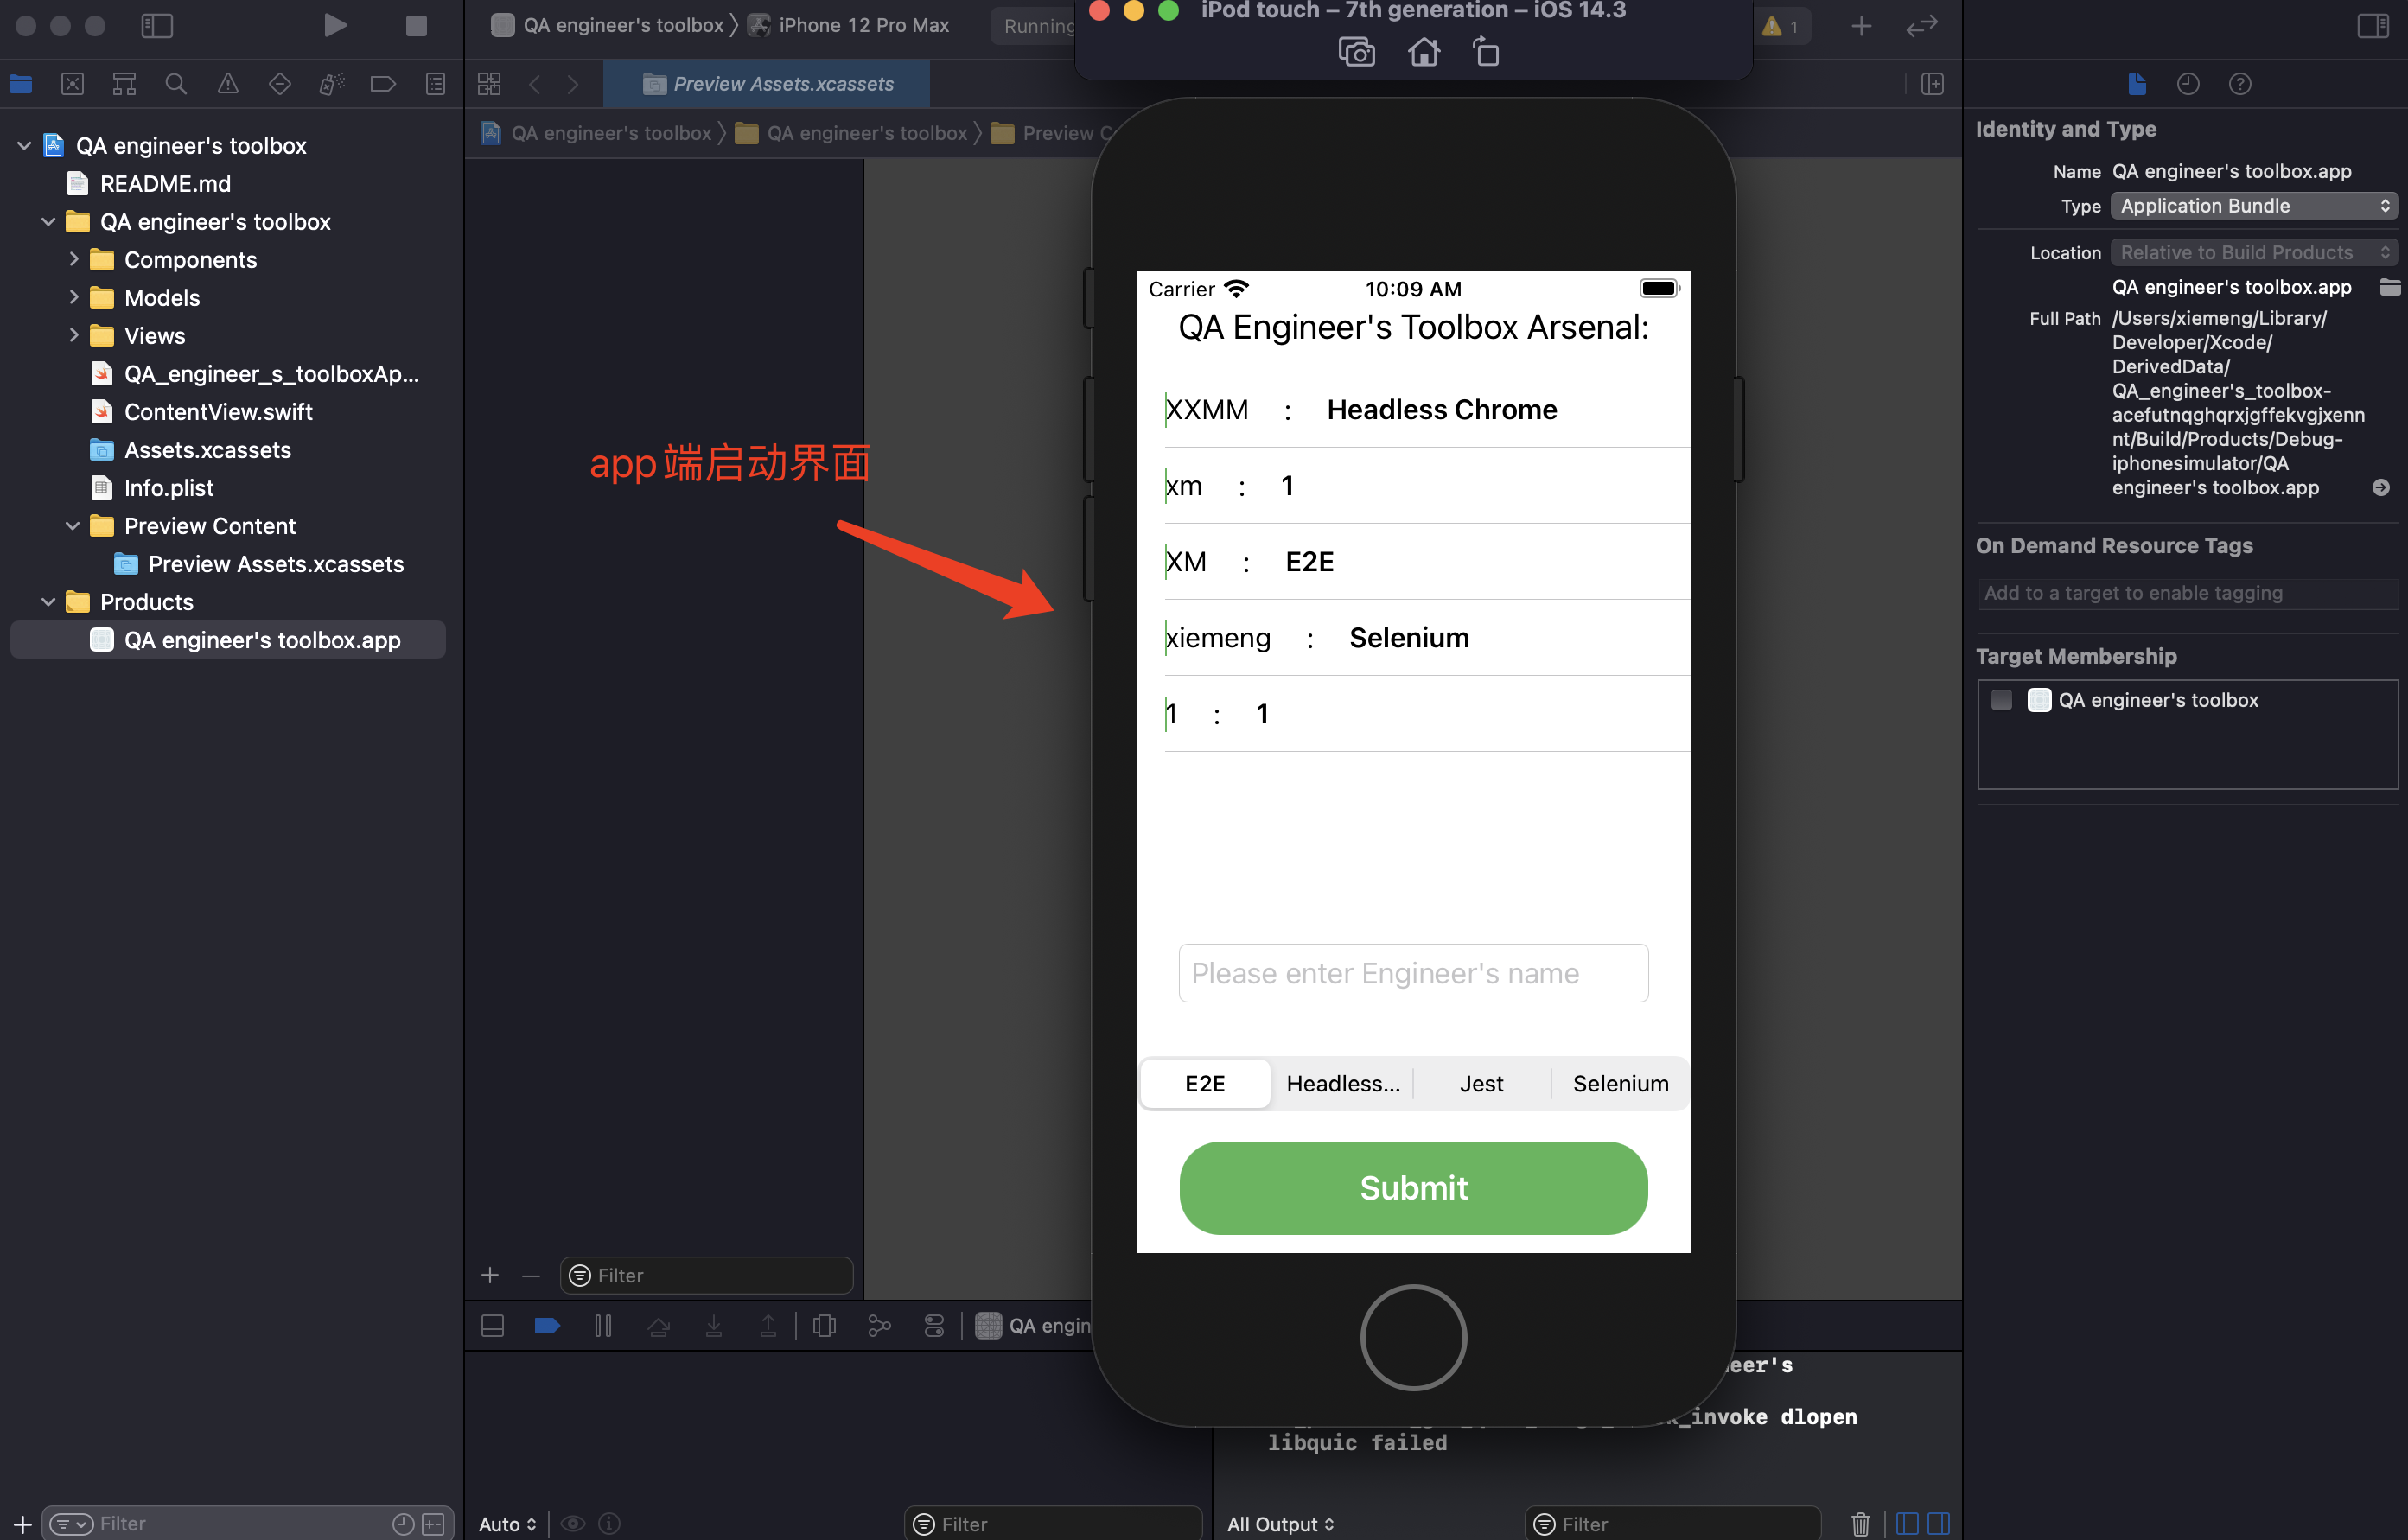 QA engineer's toolbox
iPhone 12 Pro Max
Running
iPod touch – 7th generation – iOS 14.3
1
Preview Assets.xcassets
QA engineer's toolbox
QA engineer's toolbox
Preview
QA engineer's toolbox
README.md
QA engineer's toolbox
Components
Models
Views
QA_engineer_s_toolboxAp...
ContentView.swift
Assets.xcassets
Info.plist
Preview Content
Preview Assets.xcassets
Products
QA engineer's toolbox.app
Filter
app端启动界面
Carrier
10:09 AM
QA Engineer's Toolbox Arsenal:
XXMM : Headless Chrome
xm : 1
XM : E2E
xiemeng : Selenium
1 : 1
Please enter Engineer's name
E2E Headless... Jest Selenium
Submit
Filter
QA engin
eer's
_invoke dlopen
libquic failed
Auto
Filter
All Output
Filter
Identity and Type
Name QA engineer's toolbox.app
Type Application Bundle
Location Relative to Build Products
QA engineer's toolbox.app
Full Path /Users/xiemeng/Library/
Developer/Xcode/
DerivedData/
QA_engineer's_toolbox-
acefutnqghqrxjgffekvgjxenn
nt/Build/Products/Debug-
iphonesimulator/QA
engineer's toolbox.app
On Demand Resource Tags
Add to a target to enable tagging
Target Membership
QA engineer's toolbox